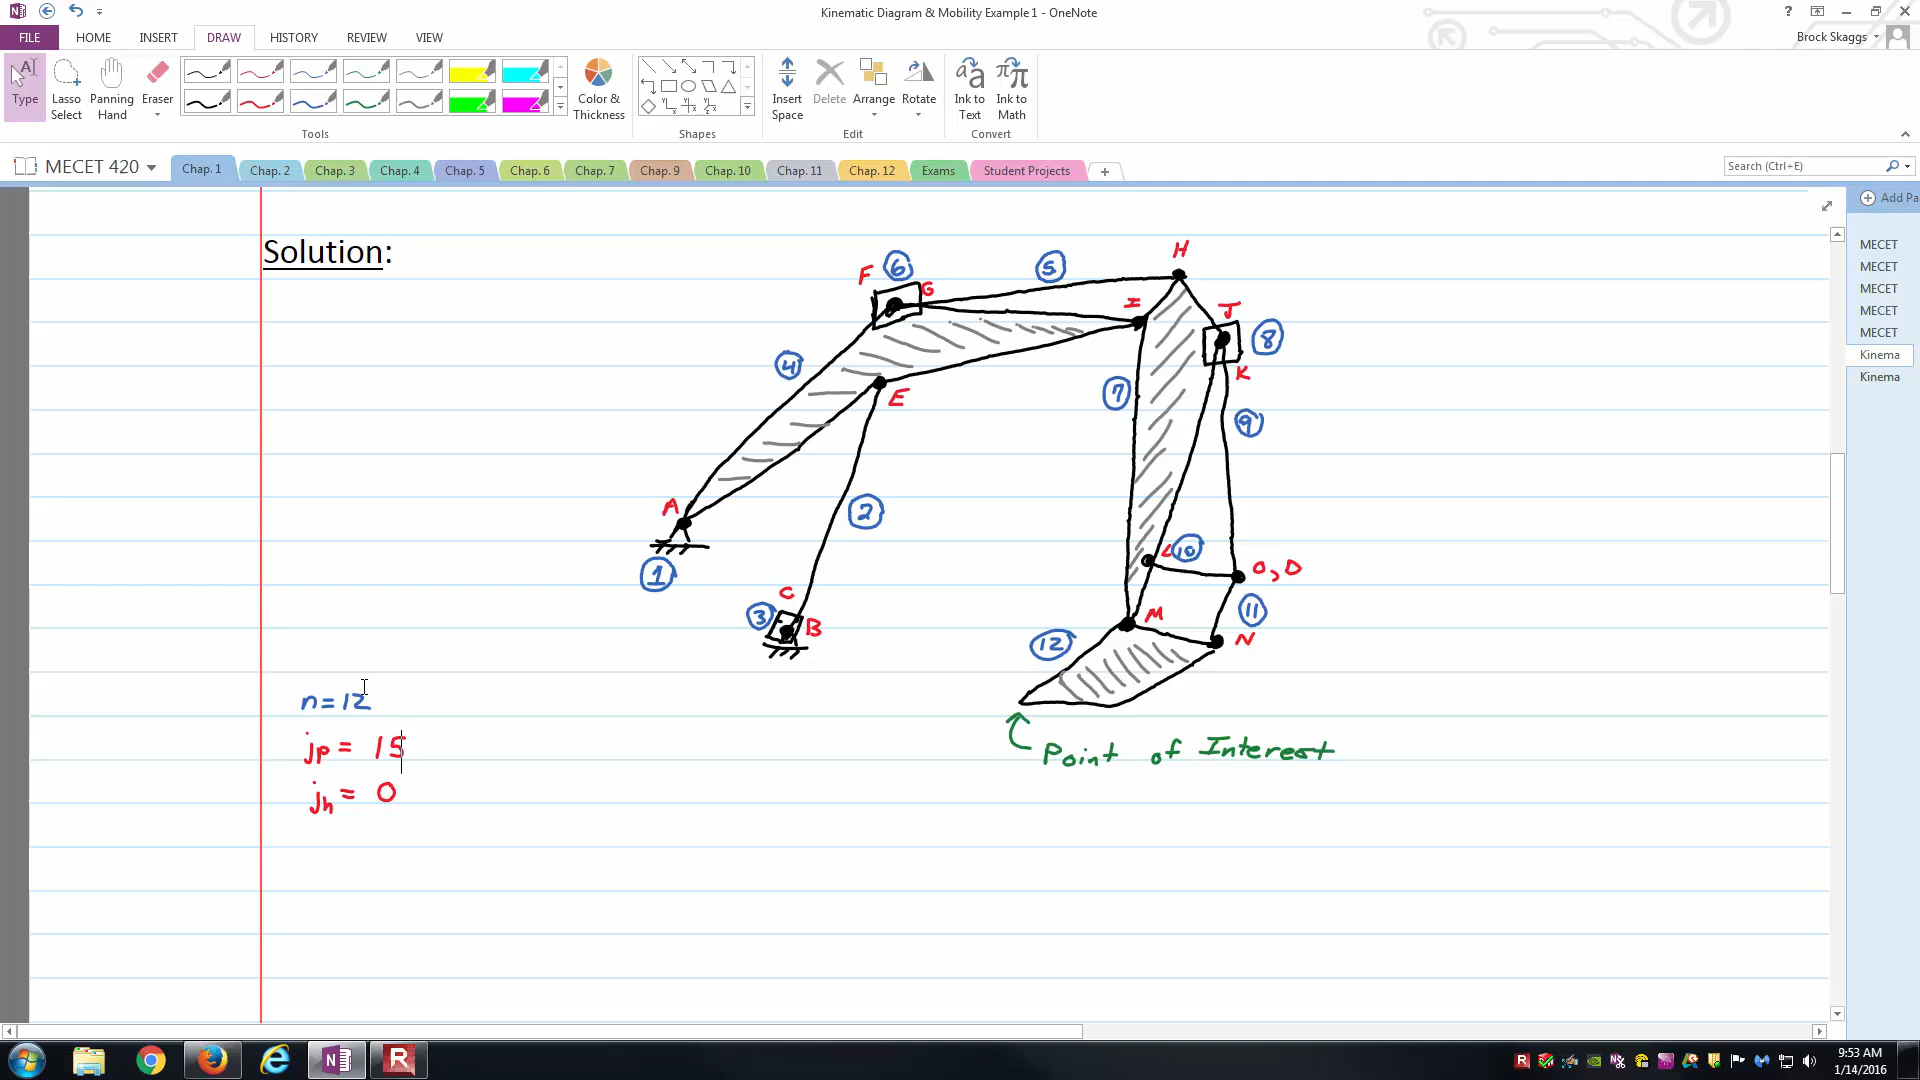 Kinematic Diagram & Mobility Example 1 - OneNote
FILE HOME INSERT DRAW HISTORY REVIEW VIEW
Brock Skaggs
Type
Lasso Select
Panning Hand
Eraser
Color & Thickness
Insert Space
Delete
Arrange
Rotate
Ink to Text
Ink to Math
Tools
Shapes
Edit
Convert
MECET 420
Chap. 1 Chap. 2 Chap. 3 Chap. 4 Chap. 5 Chap. 6 Chap. 7 Chap. 9 Chap. 10 Chap. 11 Chap. 12 Exams Student Projects
Search (Ctrl+E)
Add Pa
MECET
MECET
MECET
MECET
MECET
Kinema
Kinema
Solution:
H
F 6 G
5
I
J
8
4
K
E
7
9
A
2
L 10
O, D
1
C
3 B
M
11
12
N
n=12
jp = 15
Point of Interest
jh = 0
9:53 AM
1/14/2016